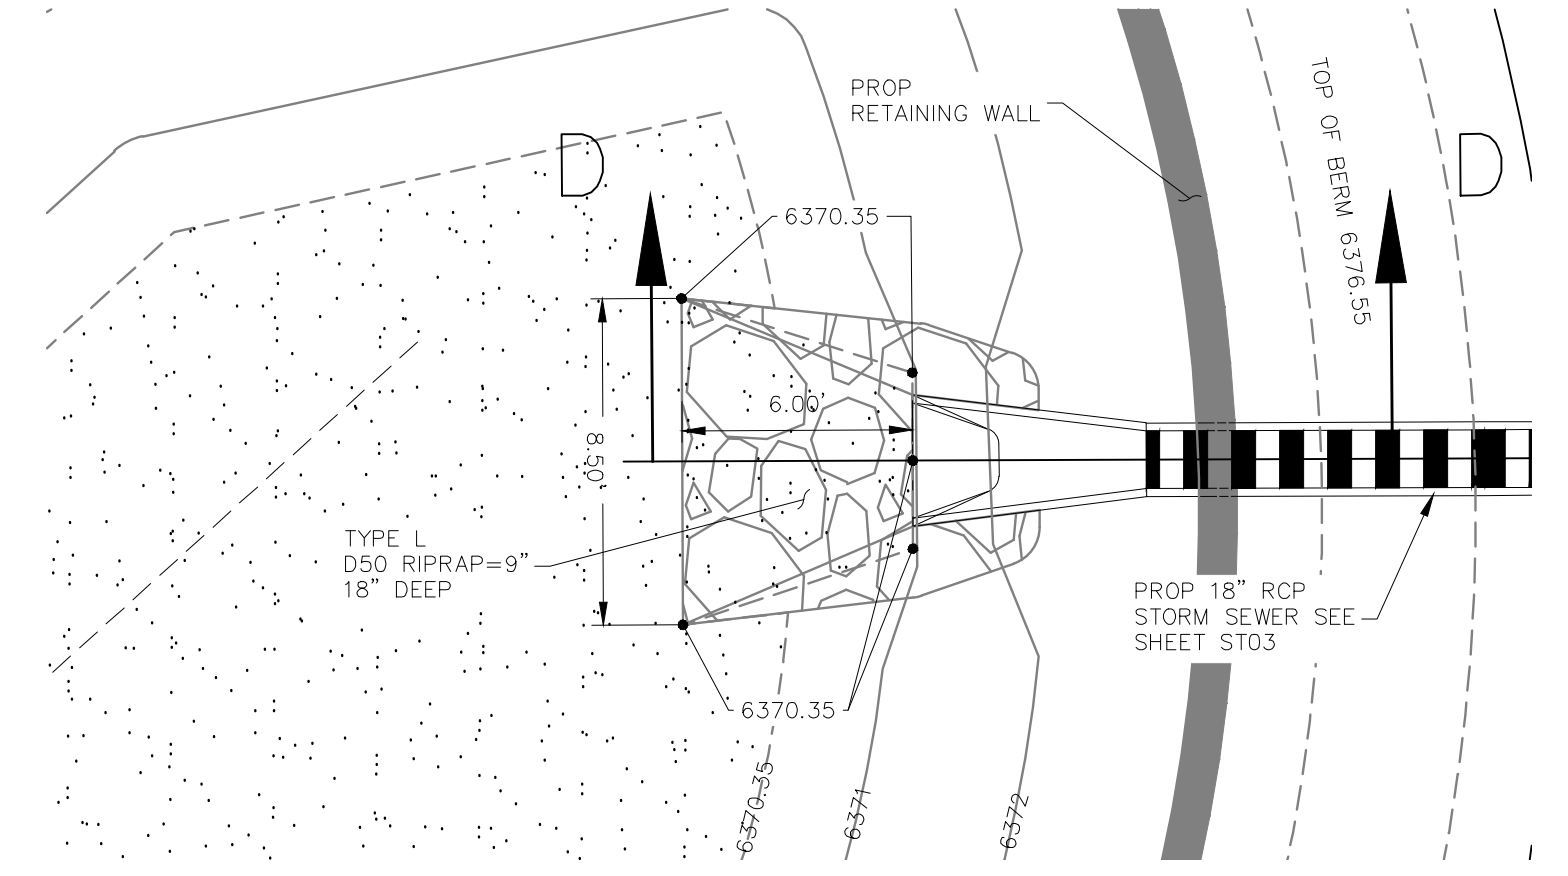 PROP
RETAINING WALL
TOP OF BERM 6376.55
D
D
6370.35
6.00'
8.50'
TYPE L
D50 RIPRAP=9”
18” DEEP
PROP 18” RCP
STORM SEWER SEE
SHEET ST03
6370.35
6370.35
6371
6372